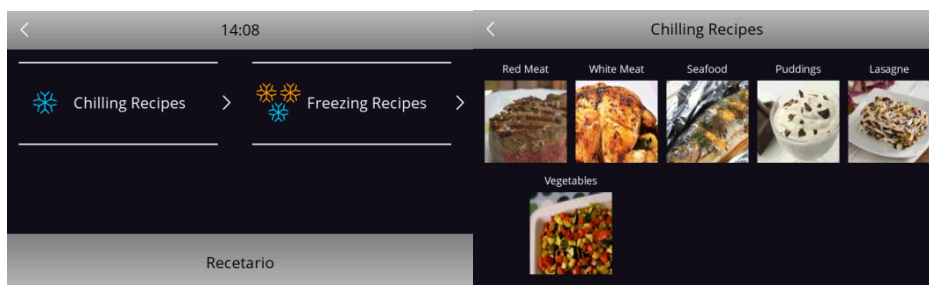 14:08
Chilling Recipes
Freezing Recipes
Recetario
Chilling Recipes
Red Meat White Meat Seafood Puddings Lasagne
Vegetables